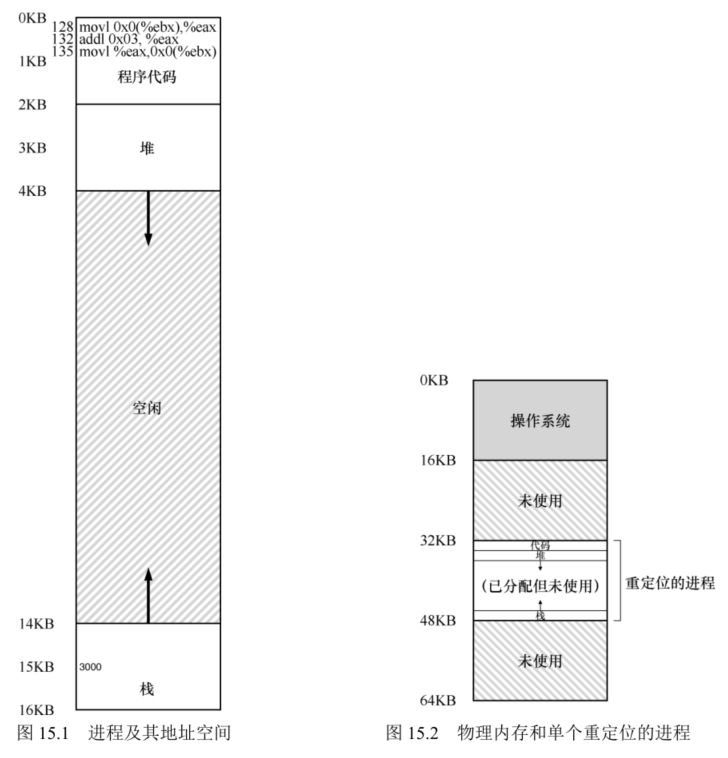 0KB
128 movl 0x0(%ebx),%eax
132 addl 0x03, %eax
135 movl %eax,0x0(%ebx)
1KB
程序代码
2KB
3KB
堆
4KB
空闲
14KB
15KB
3000
栈
16KB
图 15.1 进程及其地址空间
0KB
操作系统
16KB
未使用
32KB
代码
堆
(已分配但未使用)
重定位的进程
栈
48KB
未使用
64KB
图 15.2 物理内存和单个重定位的进程